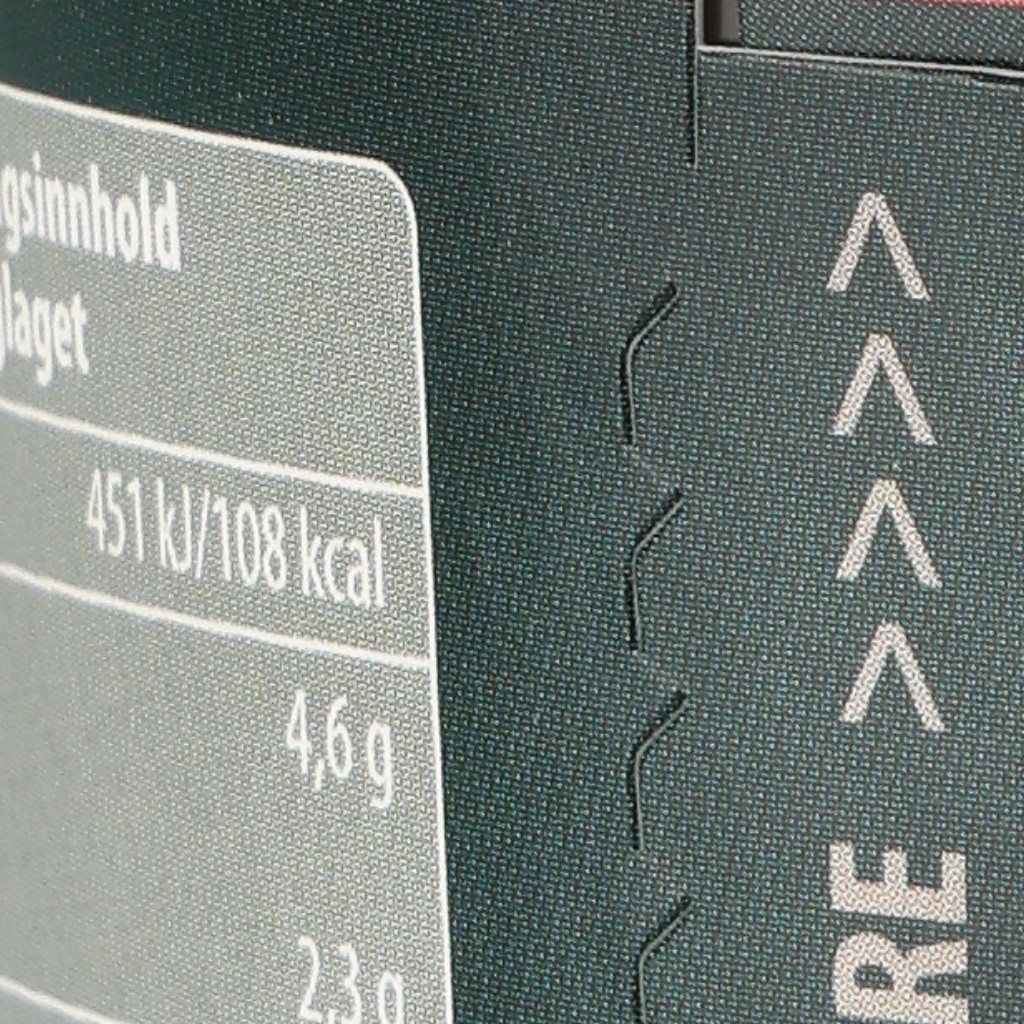 gsinnhold
laget
451 kJ/108 kcal
4,6 g
2,3 g
RE >>>>